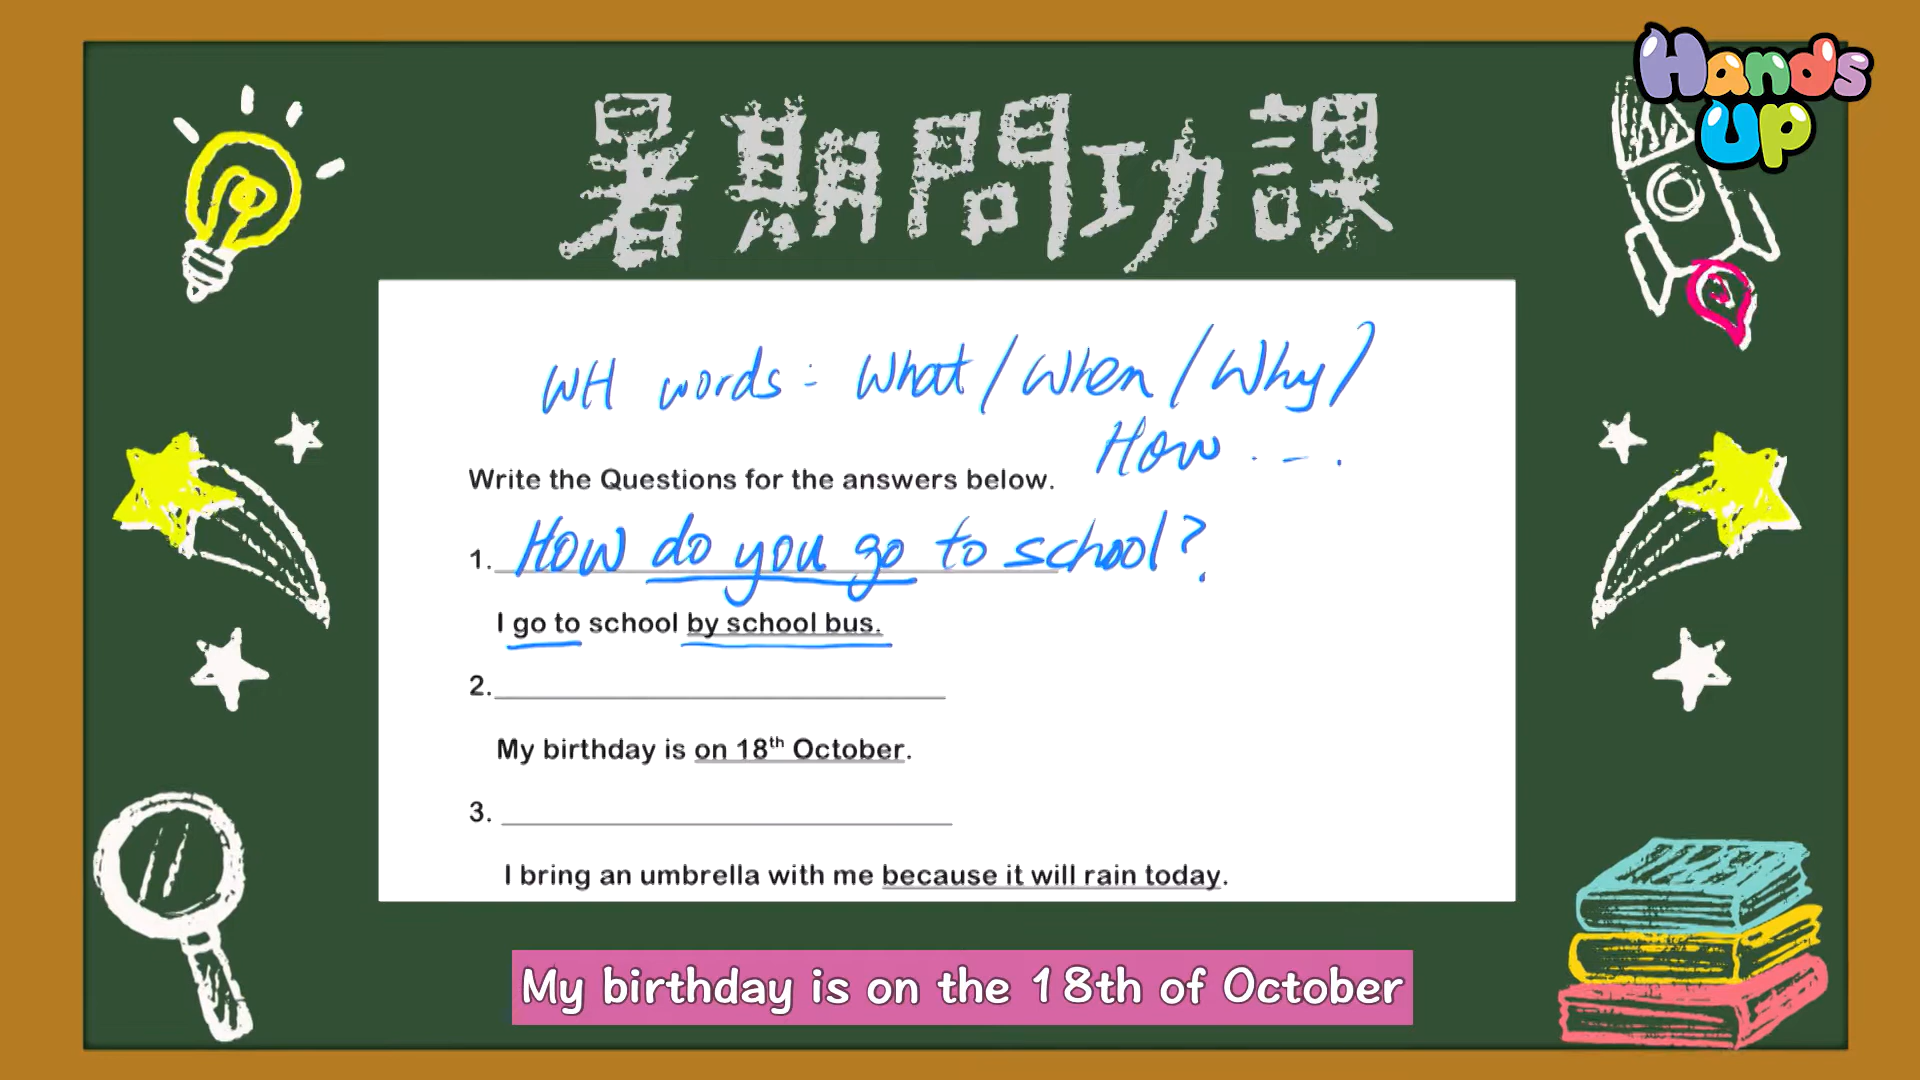 Hands
Up
暑期問功課
WH words : What / When / Why /
How . - .
Write the Questions for the answers below.
1. How do you go to school?
I go to school by school bus.
2.
My birthday is on 18th October.
3.
I bring an umbrella with me because it will rain today.
My birthday is on the 18th of October